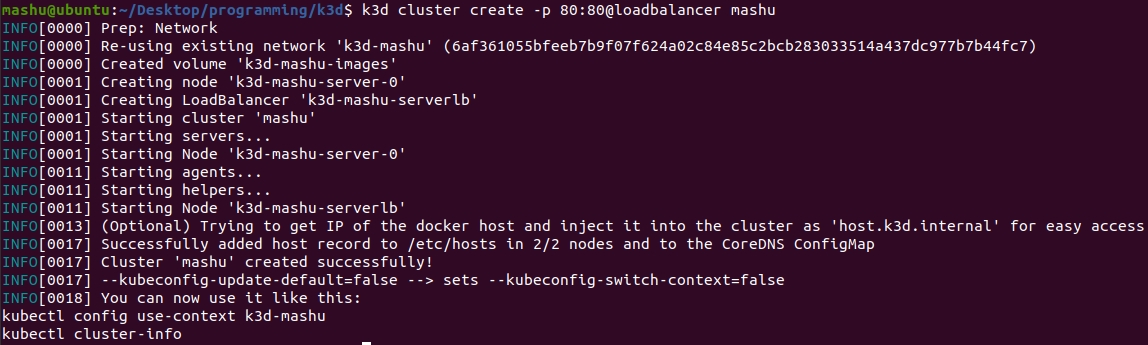 mashu@ubuntu:~/Desktop/programming/k3d$ k3d cluster create -p 80:80@loadbalancer mashu
INFO[0000] Prep: Network
INFO[0000] Re-using existing network 'k3d-mashu' (6af361055bfeeb7b9f07f624a02c84e85c2bcb283033514a437dc977b7b44fc7)
INFO[0000] Created volume 'k3d-mashu-images'
INFO[0001] Creating node 'k3d-mashu-server-0'
INFO[0001] Creating LoadBalancer 'k3d-mashu-serverlb'
INFO[0001] Starting cluster 'mashu'
INFO[0001] Starting servers...
INFO[0001] Starting Node 'k3d-mashu-server-0'
INFO[0011] Starting agents...
INFO[0011] Starting helpers...
INFO[0011] Starting Node 'k3d-mashu-serverlb'
INFO[0013] (Optional) Trying to get IP of the docker host and inject it into the cluster as 'host.k3d.internal' for easy access
INFO[0017] Successfully added host record to /etc/hosts in 2/2 nodes and to the CoreDNS ConfigMap
INFO[0017] Cluster 'mashu' created successfully!
INFO[0017] --kubeconfig-update-default=false --> sets --kubeconfig-switch-context=false
INFO[0018] You can now use it like this:
kubectl config use-context k3d-mashu
kubectl cluster-info